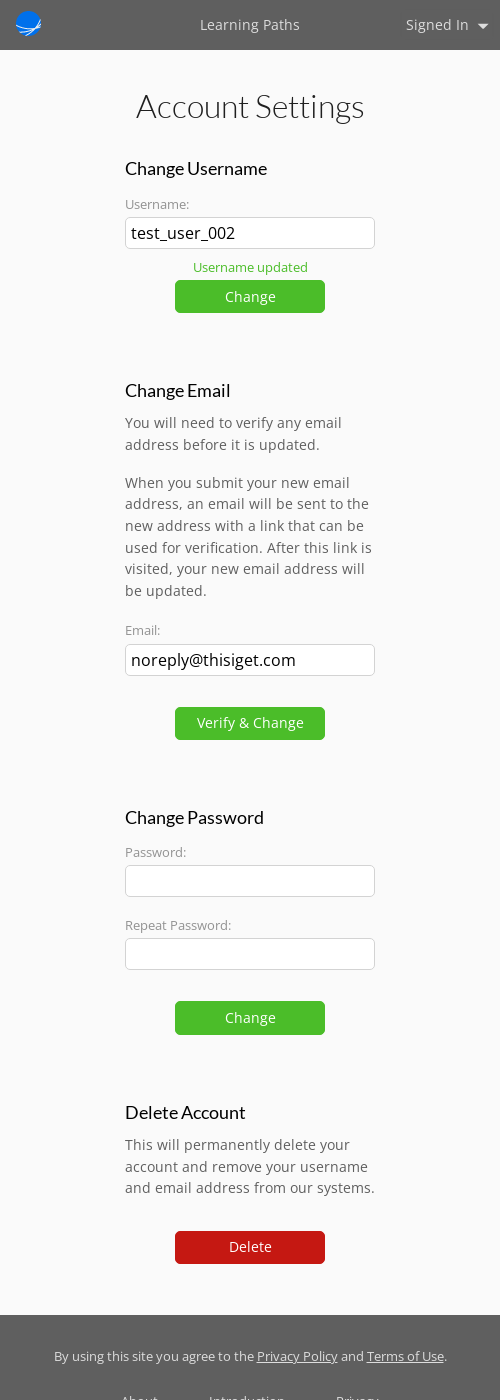 Learning Paths
Signed In
Account Settings
Change Username
Username:
test_user_002
Username updated
Change
Change Email
You will need to verify any email
address before it is updated.
When you submit your new email
address, an email will be sent to the
new address with a link that can be
used for verification. After this link is
visited, your new email address will
be updated.
Email:
noreply@thisiget.com
Verify & Change
Change Password
Password:
Repeat Password:
Change
Delete Account
This will permanently delete your
account and remove your username
and email address from our systems.
Delete
By using this site you agree to the Privacy Policy and Terms of Use.
About Introduction Privacy